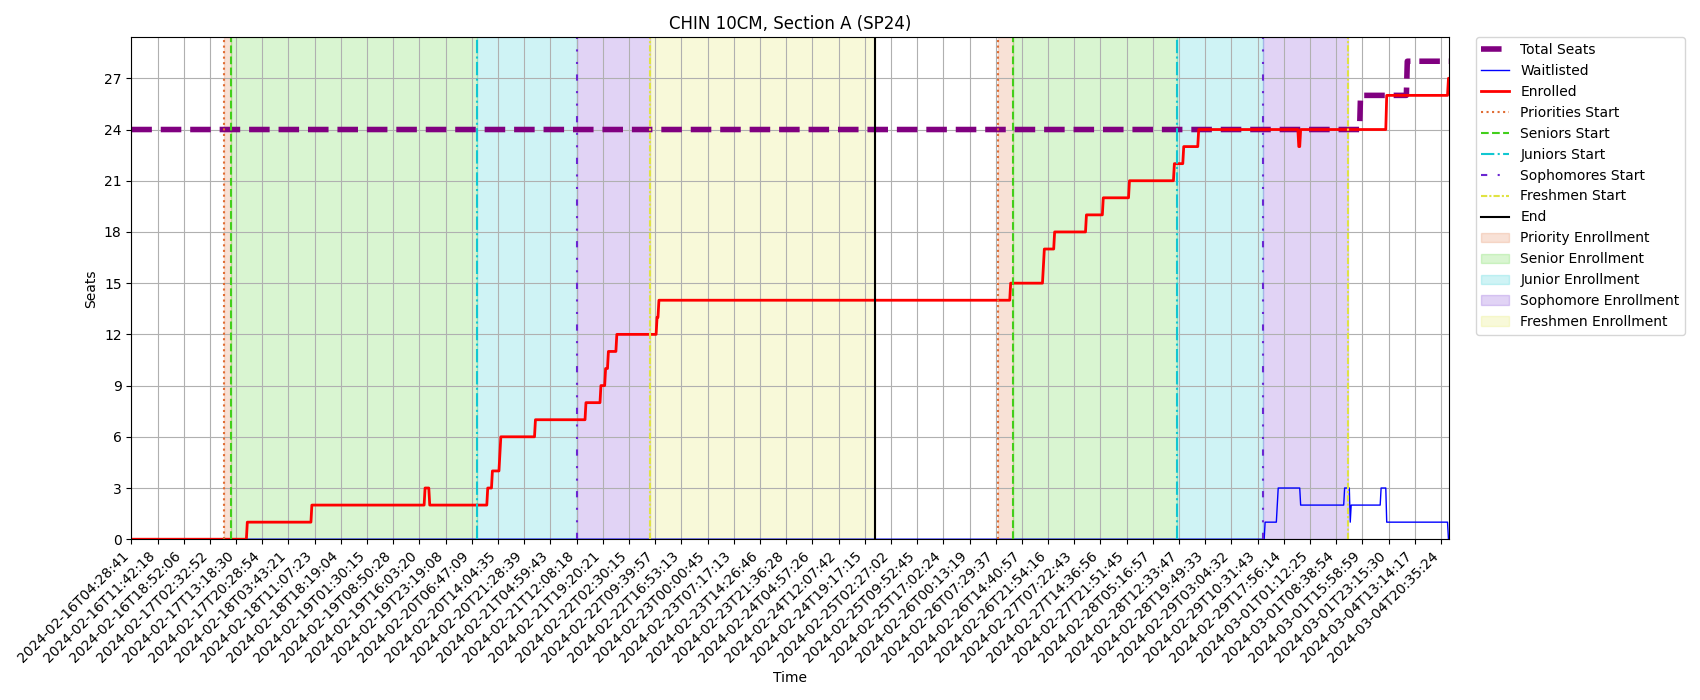 CHIN 10CM, Section A (SP24)
Total Seats
Waitlisted
Enrolled
Priorities Start
Seniors Start
Juniors Start
Sophomores Start
Freshmen Start
End
Priority Enrollment
Senior Enrollment
Junior Enrollment
Sophomore Enrollment
Freshmen Enrollment
Seats
27
24
21
18
15
12
9
6
3
0
2024-02-16T04:28:41
2024-02-16T11:42:18
2024-02-16T18:52:06
2024-02-17T02:32:52
2024-02-17T13:18:30
2024-02-17T20:28:54
2024-02-18T03:43:21
2024-02-18T11:07:23
2024-02-18T18:19:04
2024-02-19T01:30:15
2024-02-19T08:50:28
2024-02-19T16:03:20
2024-02-19T23:19:08
2024-02-20T06:47:09
2024-02-20T14:04:35
2024-02-20T21:28:39
2024-02-21T04:59:43
2024-02-21T12:08:18
2024-02-21T19:20:21
2024-02-22T02:30:15
2024-02-22T09:39:57
2024-02-22T16:53:13
2024-02-23T00:00:45
2024-02-23T07:17:13
2024-02-23T14:26:46
2024-02-23T21:36:28
2024-02-24T04:57:26
2024-02-24T12:07:42
2024-02-24T19:17:15
2024-02-25T02:27:02
2024-02-25T09:52:45
2024-02-25T17:02:24
2024-02-26T00:13:19
2024-02-26T07:29:37
2024-02-26T14:40:57
2024-02-26T21:54:16
2024-02-27T07:22:43
2024-02-27T14:36:56
2024-02-27T21:51:45
2024-02-28T05:16:57
2024-02-28T12:33:47
2024-02-28T19:49:33
2024-02-29T03:04:32
2024-02-29T10:31:43
2024-02-29T17:56:14
2024-03-01T01:12:25
2024-03-01T08:38:54
2024-03-01T15:58:59
2024-03-01T23:15:30
2024-03-04T13:14:17
2024-03-04T20:35:24
Time